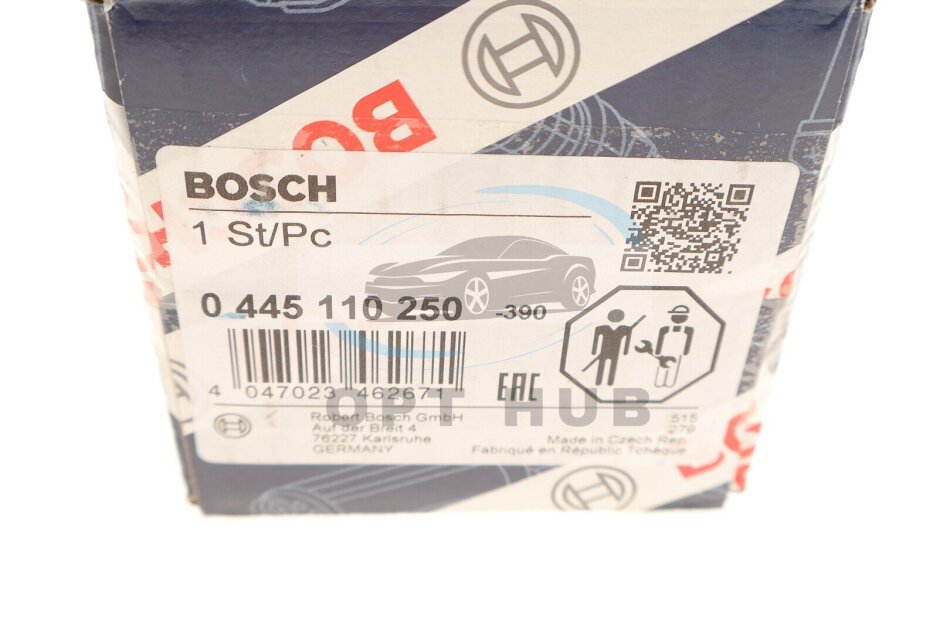 BOSCH
BOSCH
1 St/Pc
0 445 110 250 -390
4 047023 462671
EAC
OPT HUB
Robert Bosch GmbH
Auf der Breit 4
76227 Karlsruhe
GERMANY
515
279
Made in Czech Rep.
Fabriqué en République Tchèque